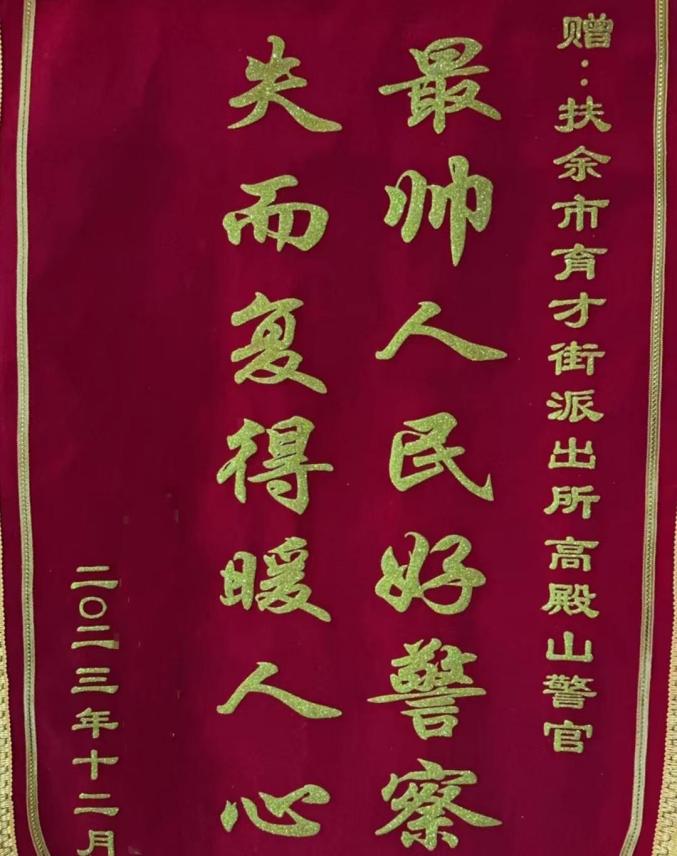 赠:扶余市育才街派出所高殿山警官
最帅人民好警察
失而复得暖人心
二〇二三年十二月